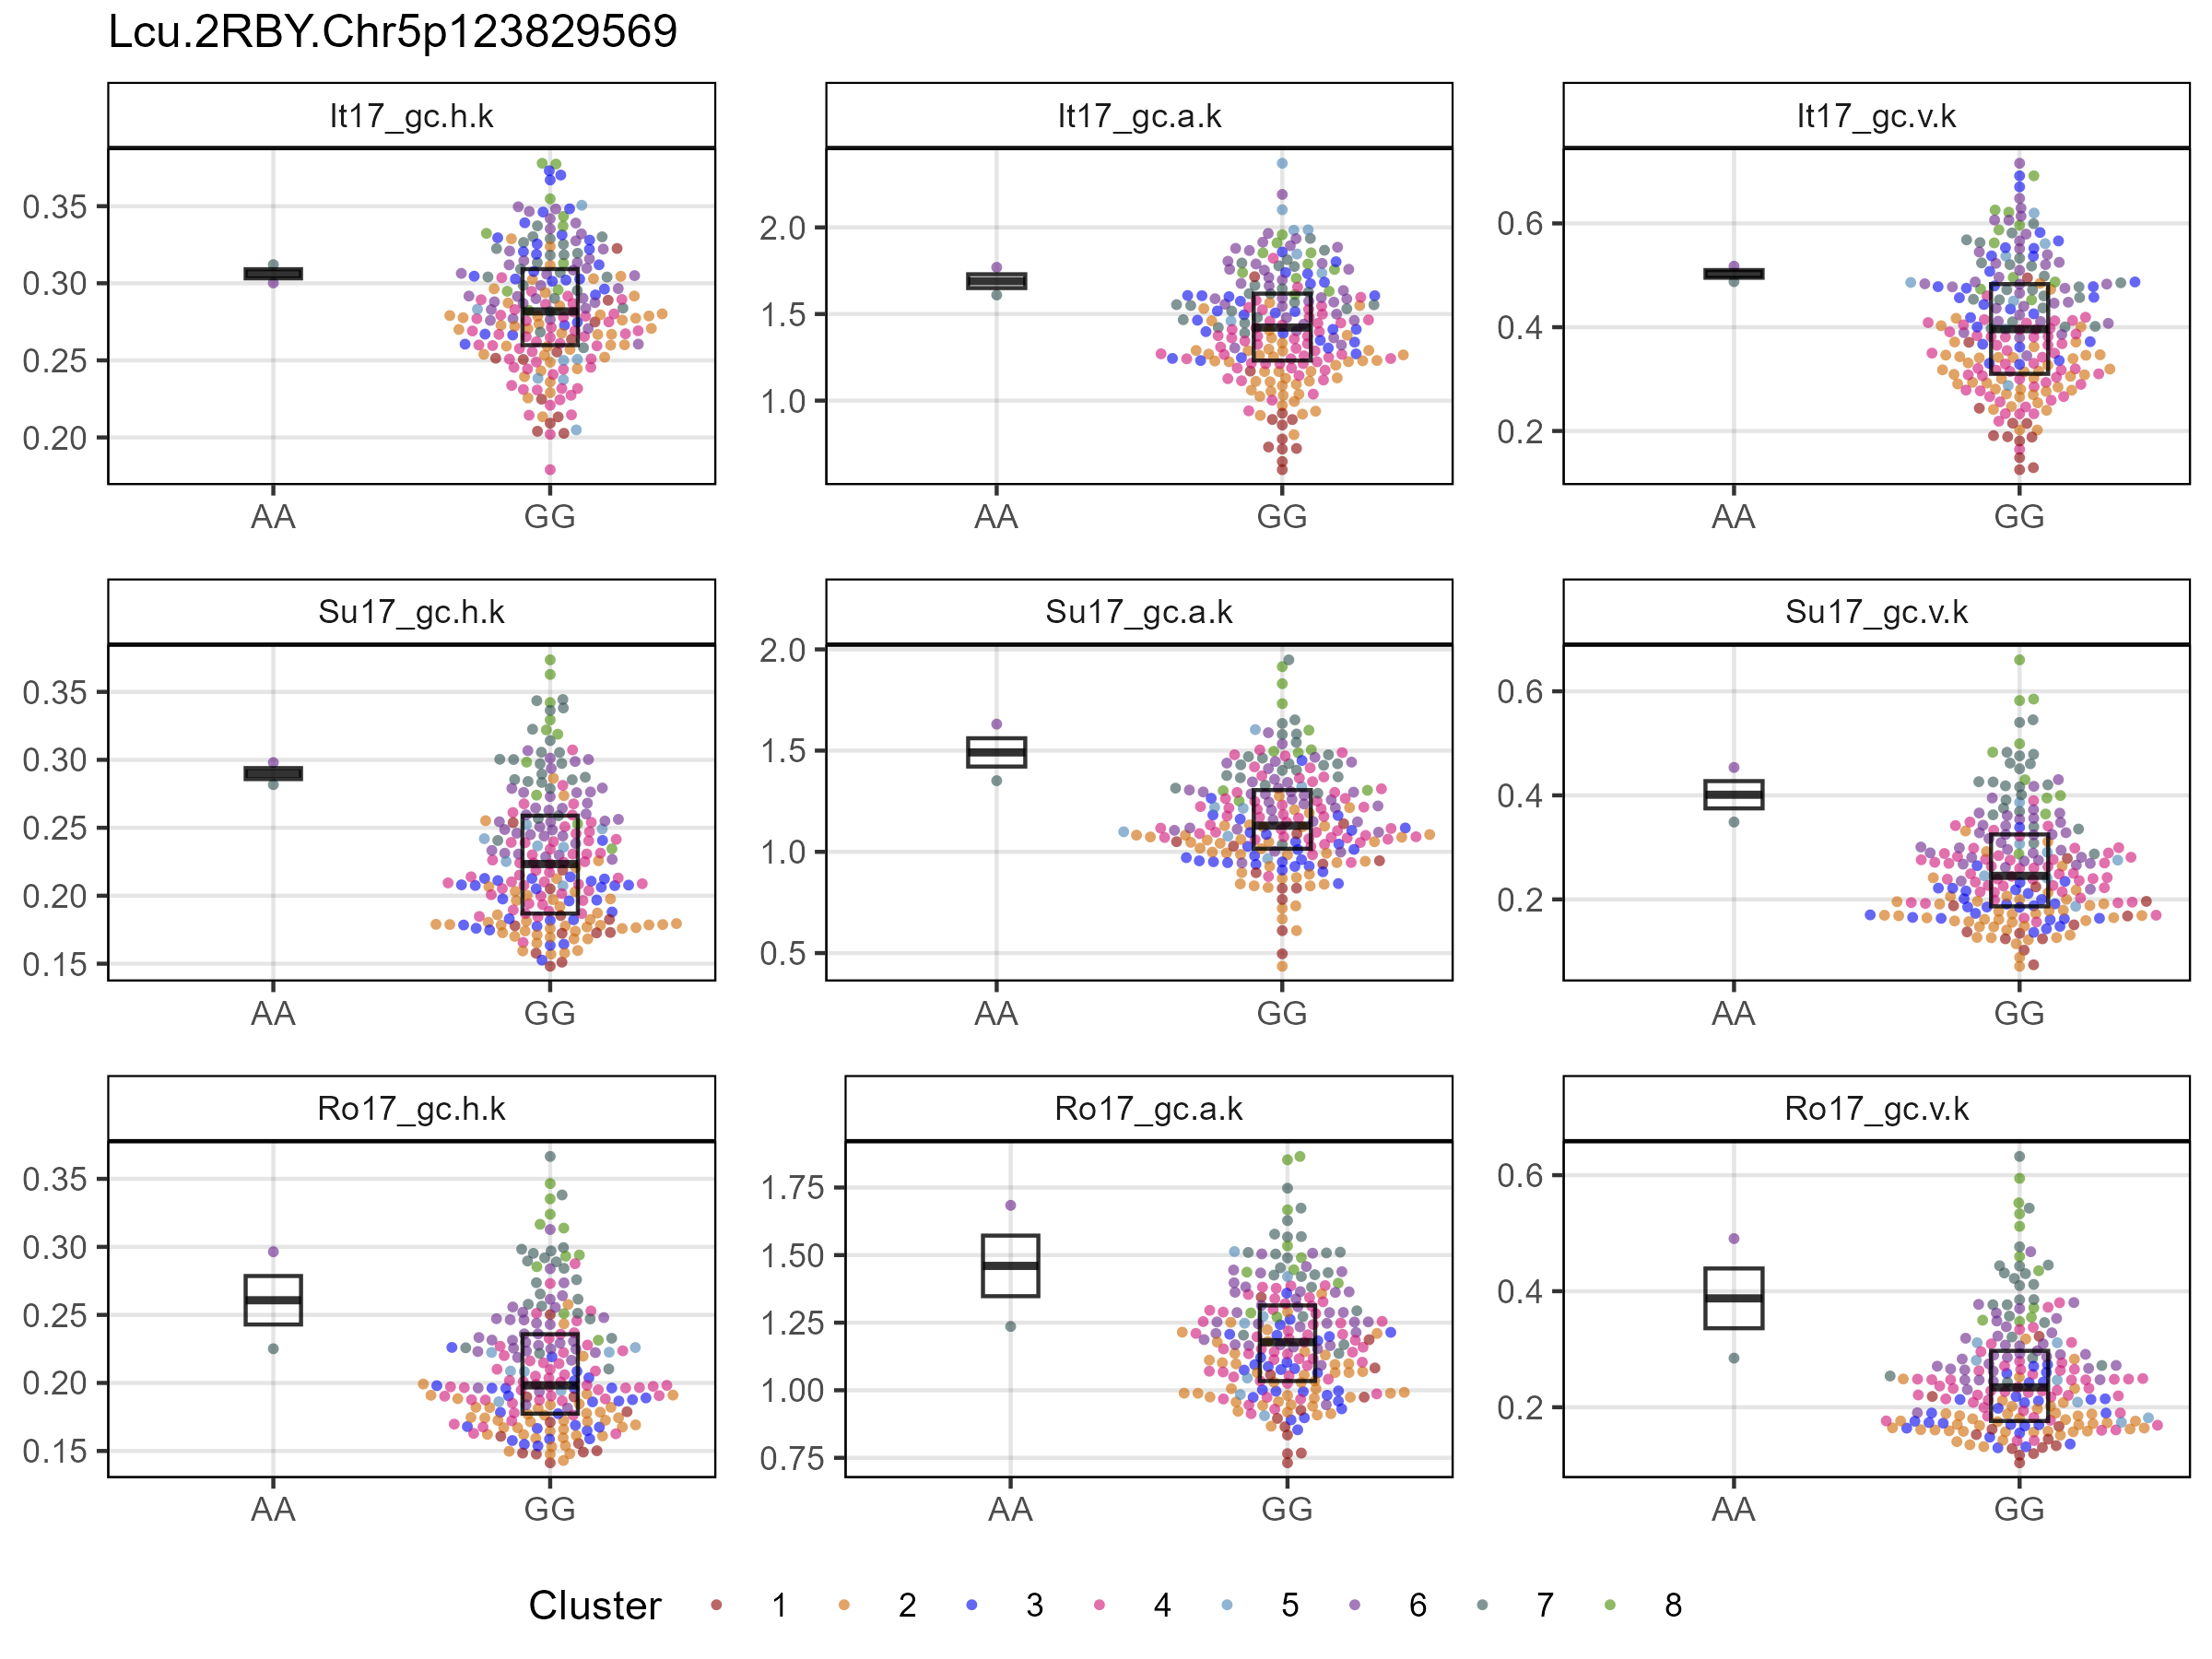 Lcu.2RBY.Chr5p123829569
It17_gc.h.k
It17_gc.a.k
It17_gc.v.k
0.35
0.30
0.25
0.20
2.0
1.5
1.0
0.6
0.4
0.2
AA
GG
AA
GG
AA
GG
Su17_gc.h.k
Su17_gc.a.k
Su17_gc.v.k
0.35
0.30
0.25
0.20
0.15
2.0
1.5
1.0
0.5
0.6
0.4
0.2
AA
GG
AA
GG
AA
GG
Ro17_gc.h.k
Ro17_gc.a.k
Ro17_gc.v.k
0.35
0.30
0.25
0.20
0.15
1.75
1.50
1.25
1.00
0.75
0.6
0.4
0.2
AA
GG
AA
GG
AA
GG
Cluster 1 2 3 4 5 6 7 8